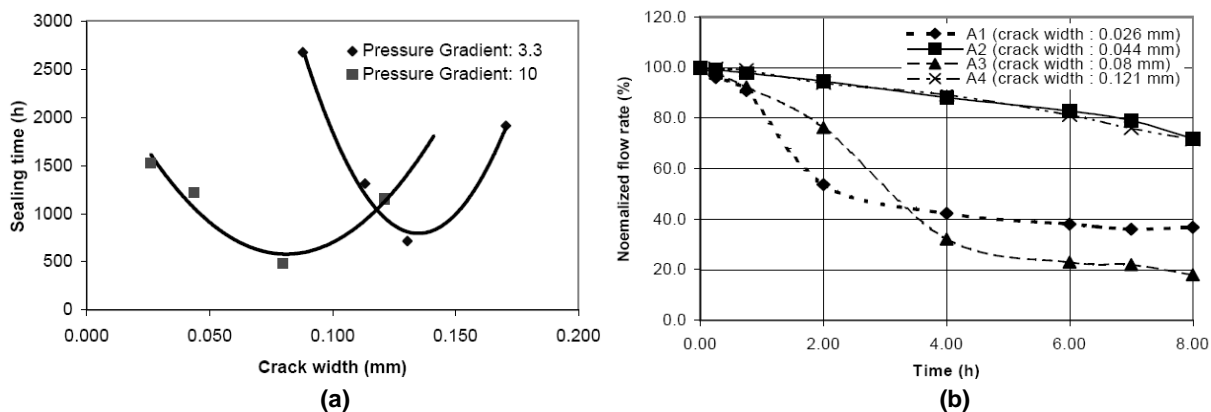 3000
2500
2000
1500
1000
500
0
Sealing time (h)
Pressure Gradient: 3.3
Pressure Gradient: 10
0.000 0.050 0.100 0.150 0.200
Crack width (mm)
(a)
120.0
100.0
80.0
60.0
40.0
20.0
0.0
Noemalized flow rate (%)
A1 (crack width : 0.026 mm)
A2 (crack width : 0.044 mm)
A3 (crack width : 0.08 mm)
A4 (crack width : 0.121 mm)
0.00 2.00 4.00 6.00 8.00
Time (h)
(b)